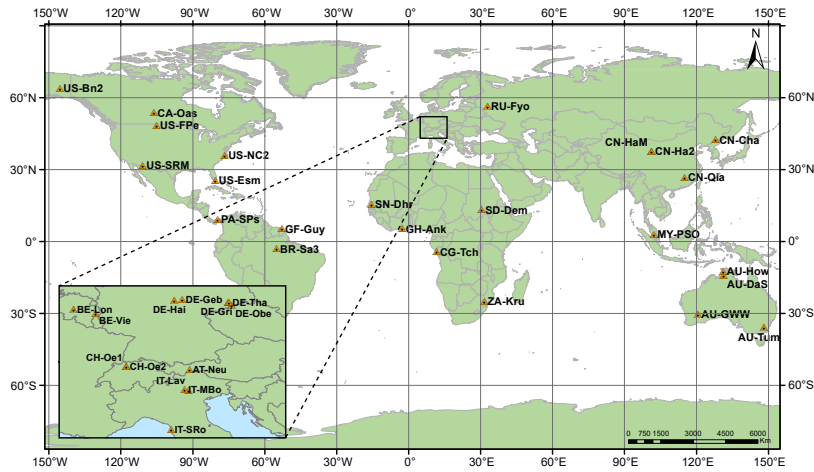 150°W 120°W 90°W 60°W 30°W 0° 30°E 60°E 90°E 120°E 150°E
N
US-Bn2
60°N
60°N
CA-Oas
RU-Fyo
US-FPe
CN-HaM
CN-Cha
US-NC2
CN-Ha2
30°N
US-SRM
30°N
US-Esm
CN-Qia
SN-Dhr
SD-Dem
PA-SPs
GF-Guy
GH-Ank
MY-PSO
0°
BR-Sa3
CG-Tch
0°
AU-How
AU-DaS
DE-Geb
DE-Tha
DE-Hai
DE-Gri
DE-Obe
BE-Lon
BE-Vie
ZA-Kru
30°S
AU-GWW
30°S
AU-Tum
CH-Oe1
CH-Oe2
AT-Neu
IT-Lav
IT-MBo
60°S
60°S
IT-SRo
0 750 1500 3000 4500 6000
Km
150°W 120°W 90°W 60°W 30°W 0° 30°E 60°E 90°E 120°E 150°E